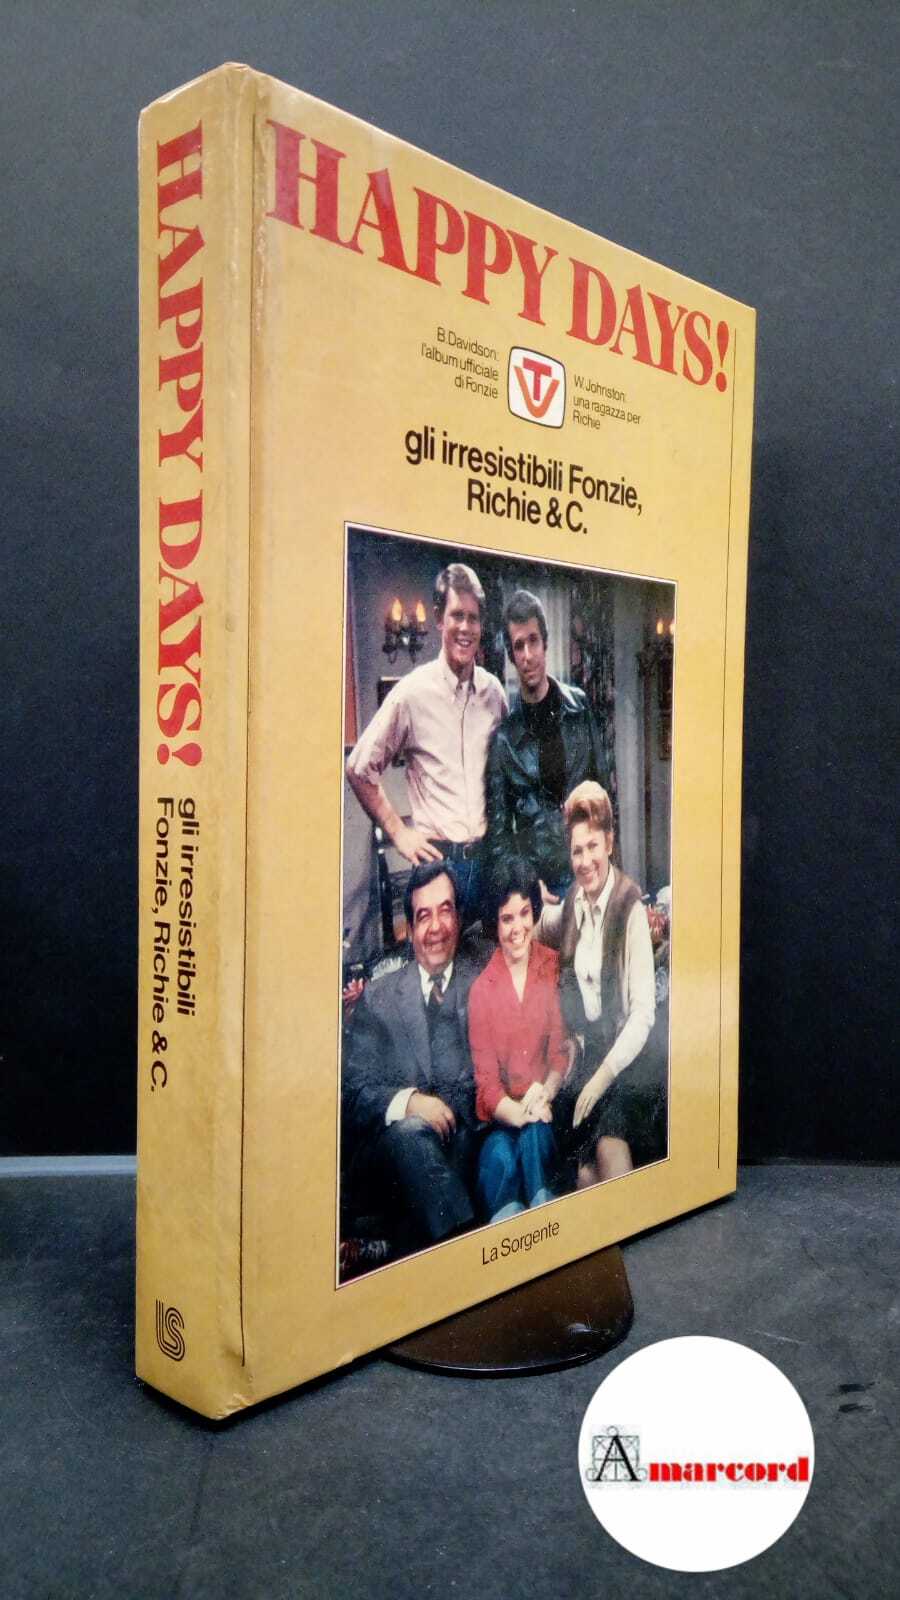 HAPPY DAYS!
B. Davidson:
l'album ufficiale
di Fonzie
TV
W. Johnston:
una ragazza per
Richie
gli irresistibili Fonzie,
Richie & C.
La Sorgente
HAPPY DAYS!
gli irresistibili
Fonzie, Richie & C.
LS
Amarcord